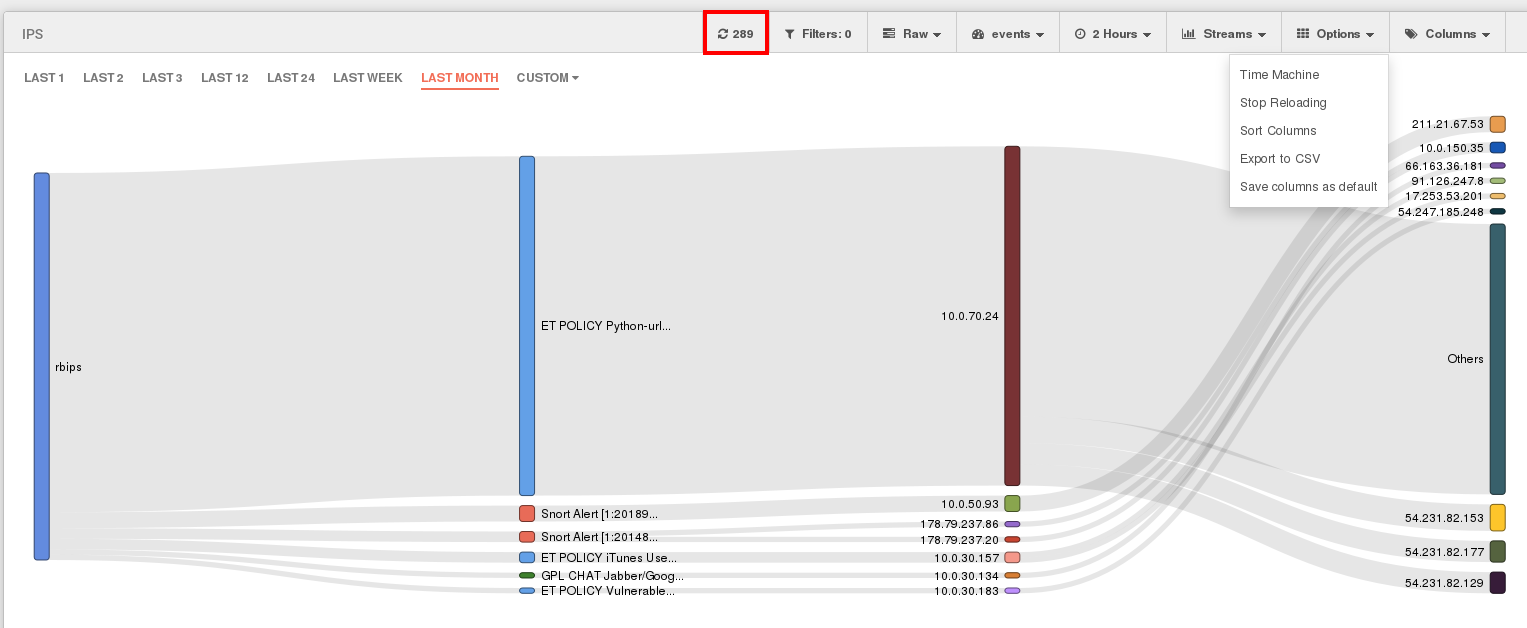 IPS
289
Filters: 0
Raw
events
2 Hours
Streams
Options
Columns
LAST 1
LAST 2
LAST 3
LAST 12
LAST 24
LAST WEEK
LAST MONTH
CUSTOM
Time Machine
Stop Reloading
Sort Columns
Export to CSV
Save columns as default
rbips
ET POLICY Python-url...
Snort Alert [1:20189...
Snort Alert [1:20148...
ET POLICY iTunes Use...
GPL CHAT Jabber/Goog...
ET POLICY Vulnerable...
10.0.70.24
10.0.50.93
178.79.237.86
178.79.237.20
10.0.30.157
10.0.30.134
10.0.30.183
211.21.67.53
10.0.150.35
66.163.36.181
91.126.247.8
17.253.53.201
54.247.185.248
Others
54.231.82.153
54.231.82.177
54.231.82.129